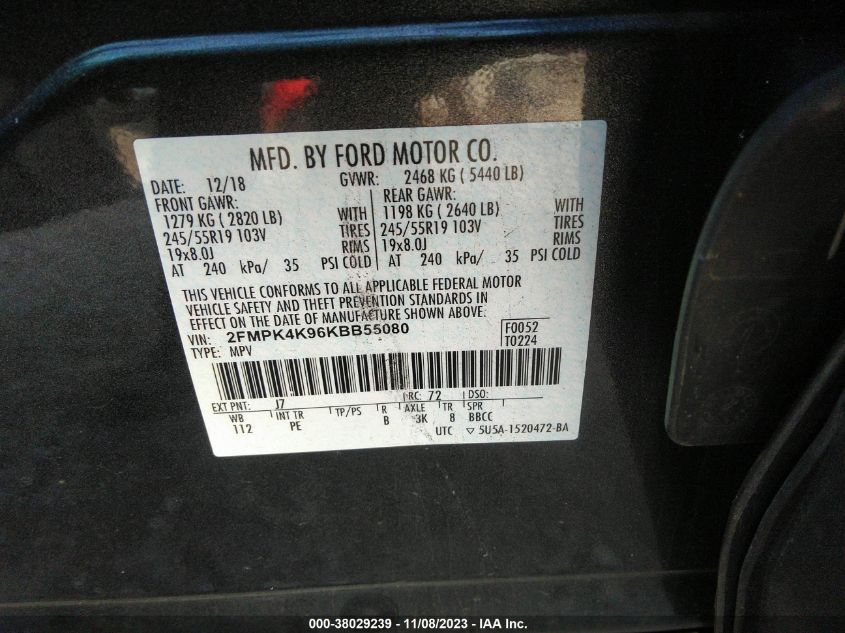 MFD. BY FORD MOTOR CO.
DATE: 12/18 GVWR: 2468 KG ( 5440 LB)
FRONT GAWR: REAR GAWR:
1279 KG ( 2820 LB) WITH 1198 KG ( 2640 LB) WITH
245/55R19 103V TIRES 245/55R19 103V TIRES
19x8.0J RIMS 19x8.0J RIMS
AT 240 kPa/ 35 PSI COLD AT 240 kPa/ 35 PSI COLD
THIS VEHICLE CONFORMS TO ALL APPLICABLE FEDERAL MOTOR
VEHICLE SAFETY AND THEFT PREVENTION STANDARDS IN
EFFECT ON THE DATE OF MANUFACTURE SHOWN ABOVE.
VIN: 2FMPK4K96KBB55080 F0052
TYPE: MPV T0224
EXT PNT: J7 RC: 72 DSO:
WB INT TR TP/PS R AXLE TR SPR
112 PE B 3K 8 BBCC
UTC ▽ 5U5A-1520472-BA
000-38029239 - 11/08/2023 - IAA Inc.